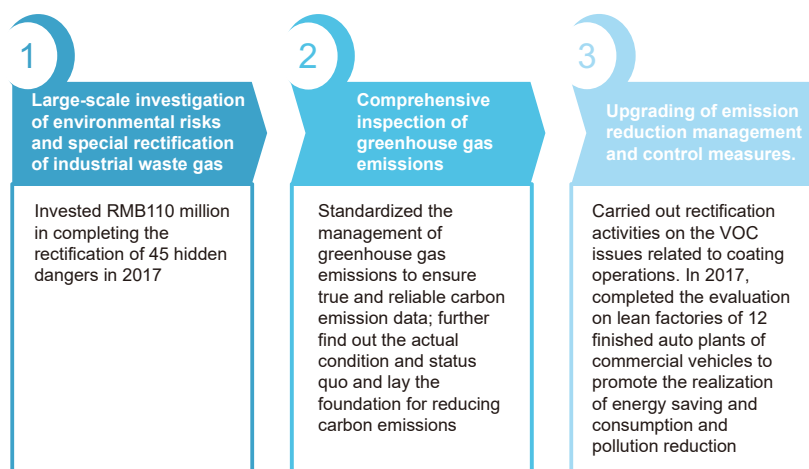 1
Large-scale investigation
of environmental risks
and special rectification
of industrial waste gas
Invested RMB110 million
in completing the
rectification of 45 hidden
dangers in 2017
2
Comprehensive
inspection of
greenhouse gas
emissions
Standardized the
management of
greenhouse gas
emissions to ensure
true and reliable carbon
emission data; further
find out the actual
condition and status
quo and lay the
foundation for reducing
carbon emissions
3
Upgrading of emission
reduction management
and control measures.
Carried out rectification
activities on the VOC
issues related to coating
operations. In 2017,
completed the evaluation
on lean factories of 12
finished auto plants of
commercial vehicles to
promote the realization
of energy saving and
consumption and
pollution reduction